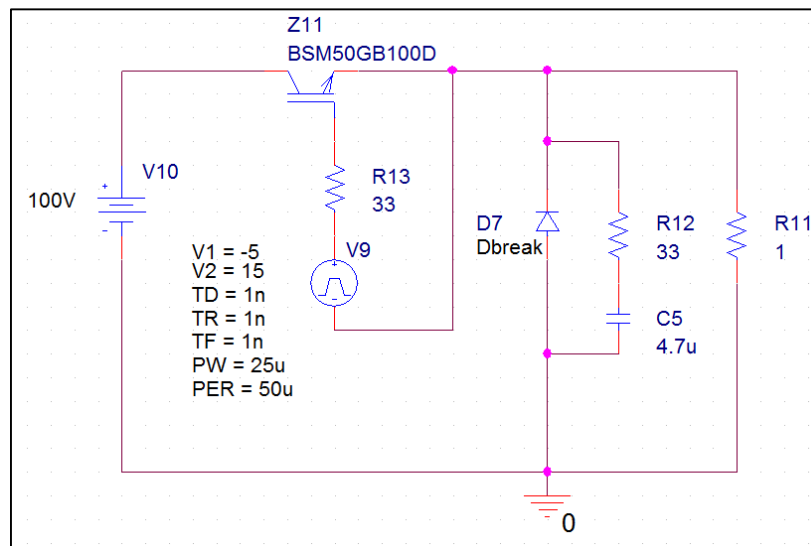 Z11
BSM50GB100D
V10
+
100V
-
R13
33
V9
+
-
V1 = -5
V2 = 15
TD = 1n
TR = 1n
TF = 1n
PW = 25u
PER = 50u
D7
Dbreak
R12
33
C5
4.7u
R11
1
0